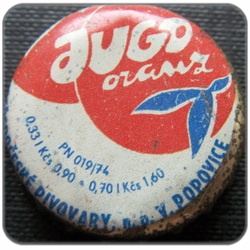 JUGO
oranž
PN 019/74
0,33 l Kčs 0,90 = 0,70 l Kčs 1,60
PIVOVARY, n. p. V POPOVICE